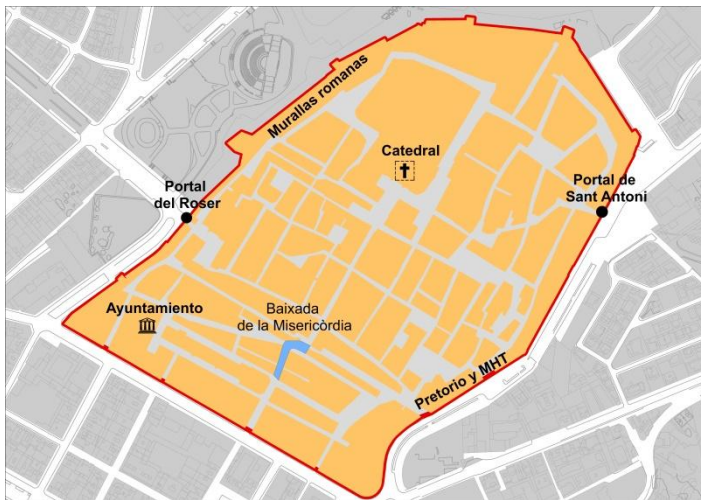 Murallas romanas
Catedral
Portal
del Roser
Portal de
Sant Antoni
Ayuntamiento
Baixada
de la Misericòrdia
Pretorio y MHT